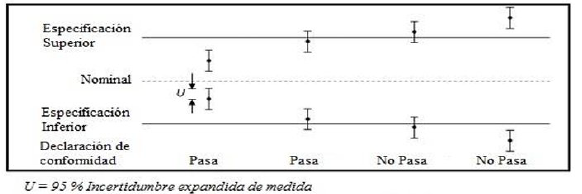 Especificación
Superior
Nominal
U
Especificación
Inferior
Declaración de
conformidad
Pasa Pasa No Pasa No Pasa
U = 95 % Incertidumbre expandida de medida